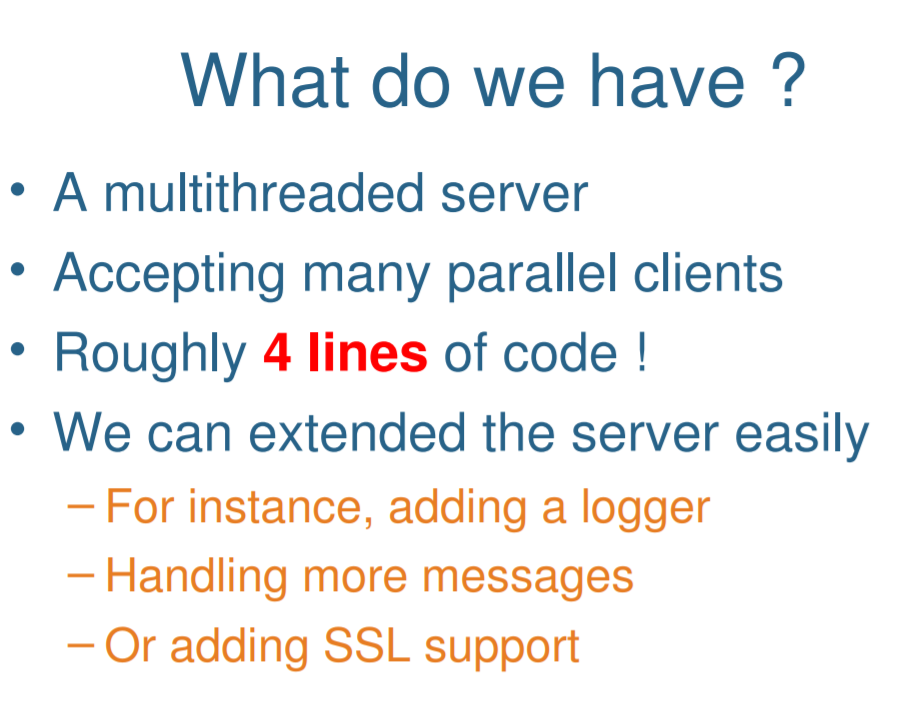 What do we have ?
• A multithreaded server
• Accepting many parallel clients
• Roughly 4 lines of code !
• We can extended the server easily
– For instance, adding a logger
– Handling more messages
– Or adding SSL support